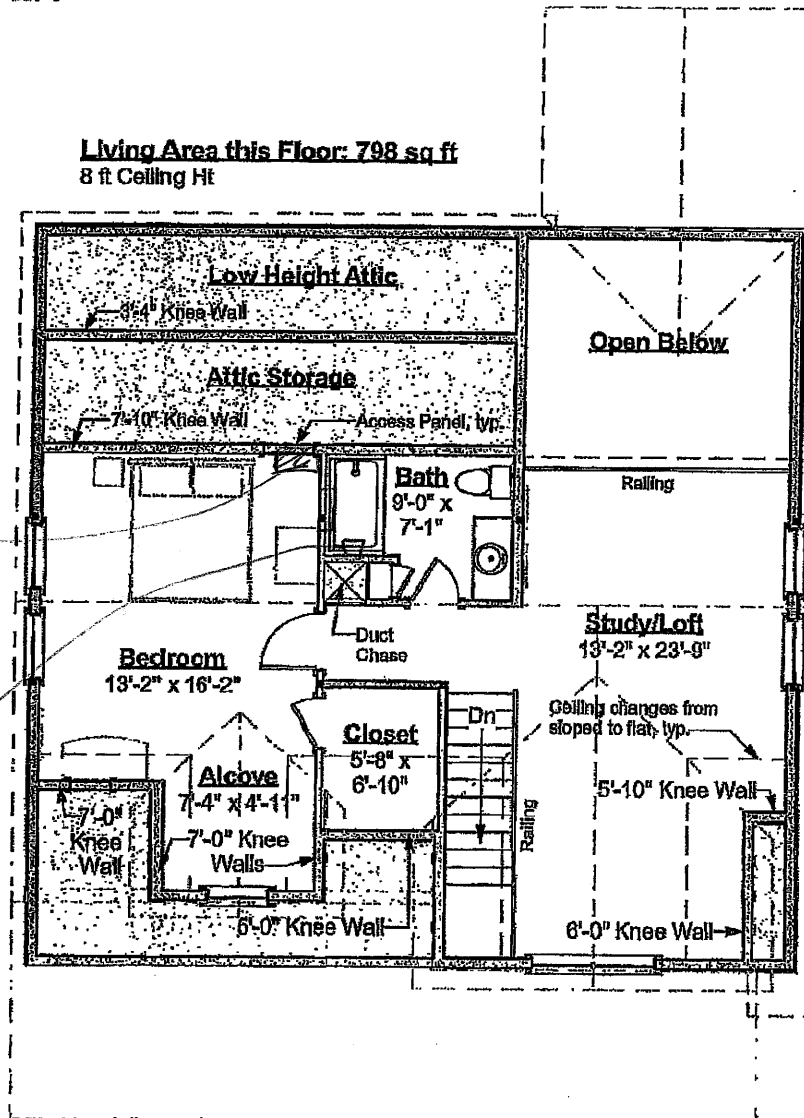 Living Area this Floor: 798 sq ft
8 ft Ceiling Ht
Low Height Attic
3'-4" Knee Wall
Open Below
Attic Storage
7'-10" Knee Wall
Access Panel, typ.
Bath
9'-0" x
7'-1"
Railing
Duct
Chase
Study/Loft
13'-2" x 23'-9"
Bedroom
13'-2" x 16'-2"
Ceiling changes from
sloped to flat, typ.
Dn
Closet
5'-8" x
6'-10"
Alcove
7'-4" x 4'-11"
5'-10" Knee Wall
7'-0"
Knee
Wall
7'-0" Knee
Walls
Railing
6'-0" Knee Wall
6'-0" Knee Wall